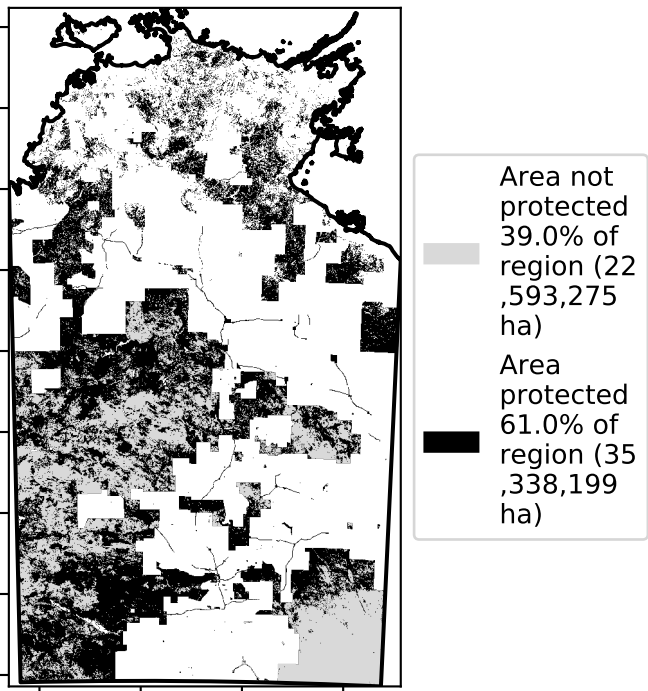 Area not
protected
39.0% of
region (22
,593,275
ha)
Area
protected
61.0% of
region (35
,338,199
ha)